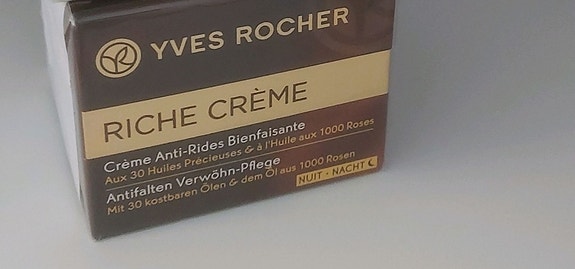 YVES ROCHER
RICHE CRÈME
Crème Anti-Rides Bienfaisante
Aux 30 Huiles Précieuses & à l'Huile aux 1000 Roses
Antifalten Verwöhn-Pflege
Mit 30 kostbaren Ölen & dem Öl aus 1000 Rosen
NUIT • NACHT